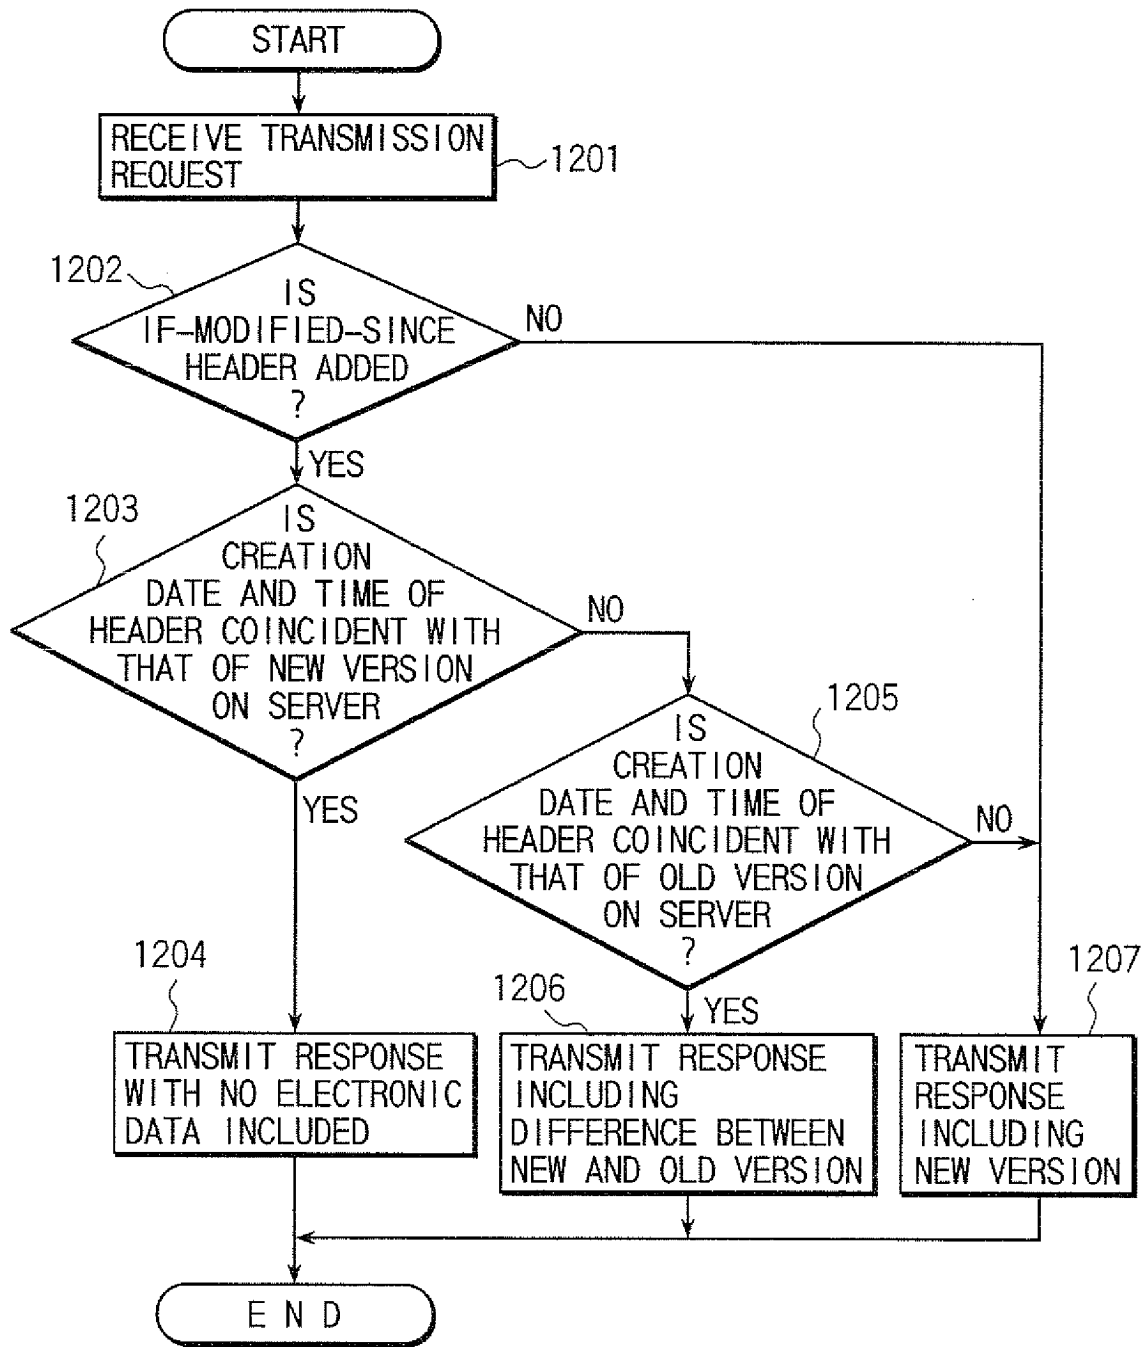 START
RECEIVE TRANSMISSION
REQUEST
1201
1202
IS
IF-MODIFIED-SINCE
HEADER ADDED
?
NO
YES
1203
IS
CREATION
DATE AND TIME OF
HEADER COINCIDENT WITH
THAT OF NEW VERSION
ON SERVER
?
NO
YES
1205
IS
CREATION
DATE AND TIME OF
HEADER COINCIDENT WITH
THAT OF OLD VERSION
ON SERVER
?
NO
YES
1204
TRANSMIT RESPONSE
WITH NO ELECTRONIC
DATA INCLUDED
1206
TRANSMIT RESPONSE
INCLUDING
DIFFERENCE BETWEEN
NEW AND OLD VERSION
1207
TRANSMIT
RESPONSE
INCLUDING
NEW VERSION
END